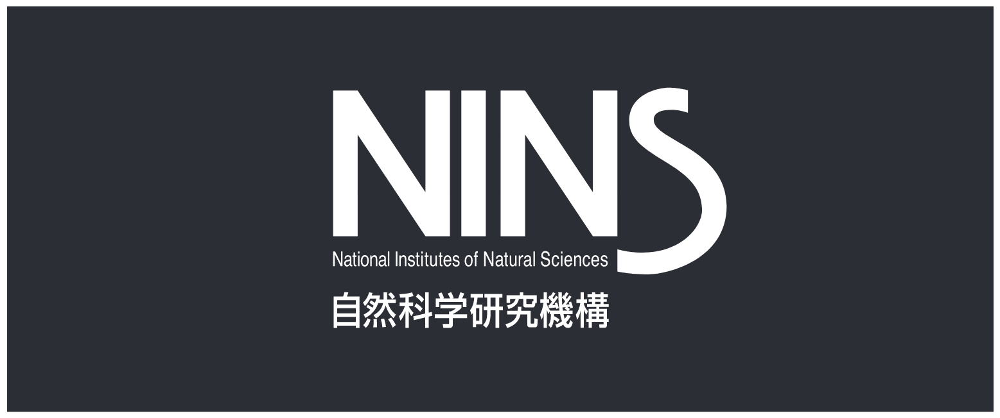 NINS
National Institutes of Natural Sciences
自然科学研究機構